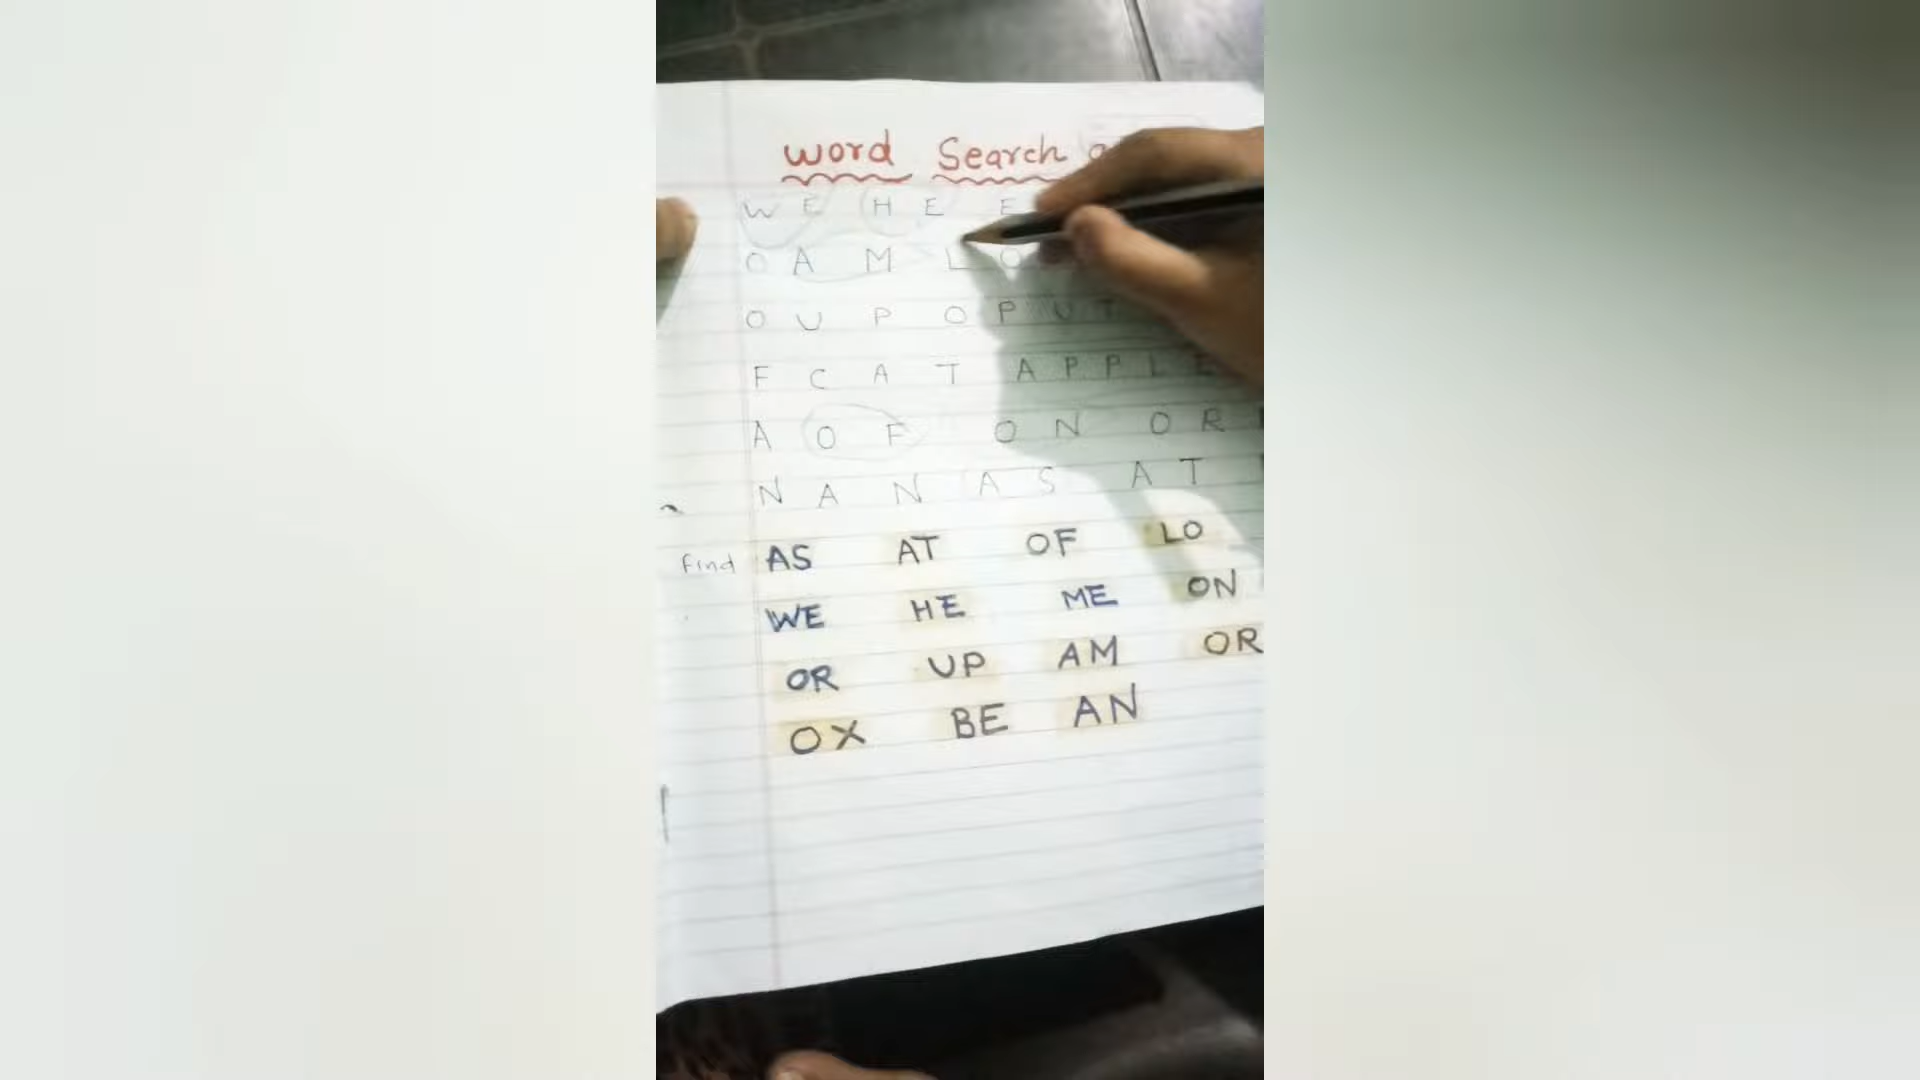 word Search
W E H E E
O A M L O
O U P O P U T
F C A T A P P L E
A O F O N O R
N A N A S A T
find AS AT OF LO
WE HE ME ON
OR UP AM OR
OX BE AN